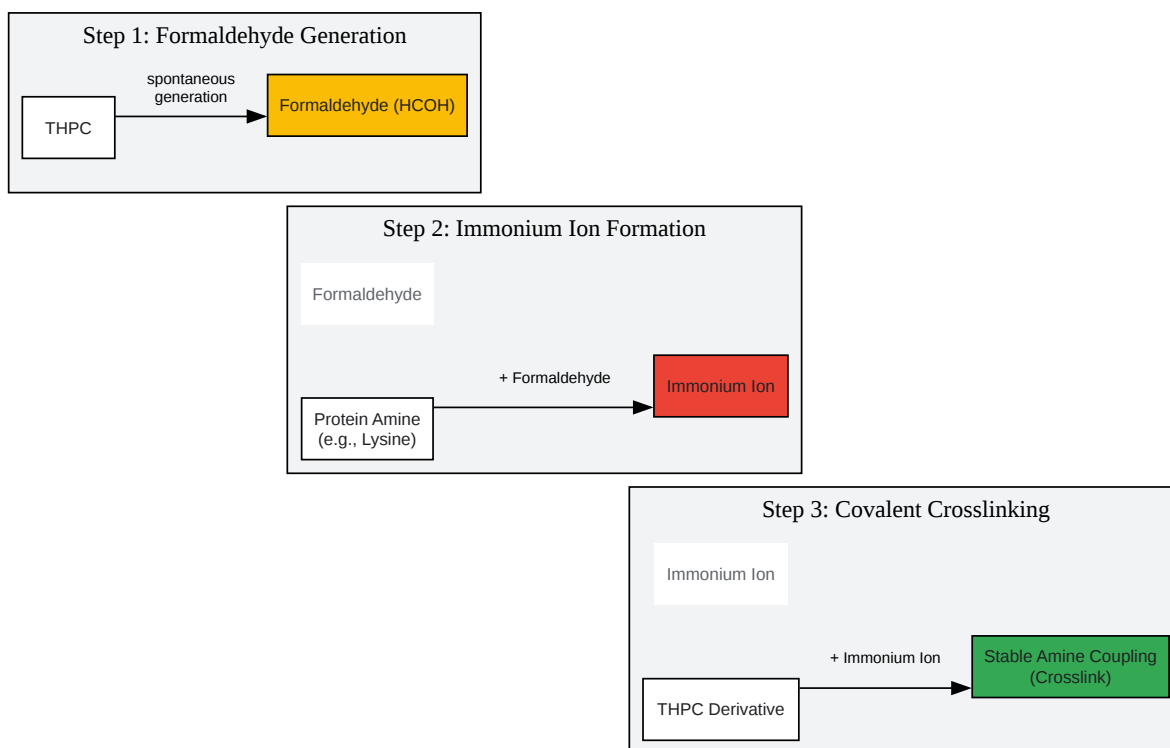 Step 1: Formaldehyde Generation
spontaneous
generation
Formaldehyde (HCOH)
THPC
Step 2: Immonium Ion Formation
Formaldehyde
+ Formaldehyde
Immonium Ion
Protein Amine
(e.g., Lysine)
Step 3: Covalent Crosslinking
Immonium Ion
+ Immonium Ion
Stable Amine Coupling
(Crosslink)
THPC Derivative